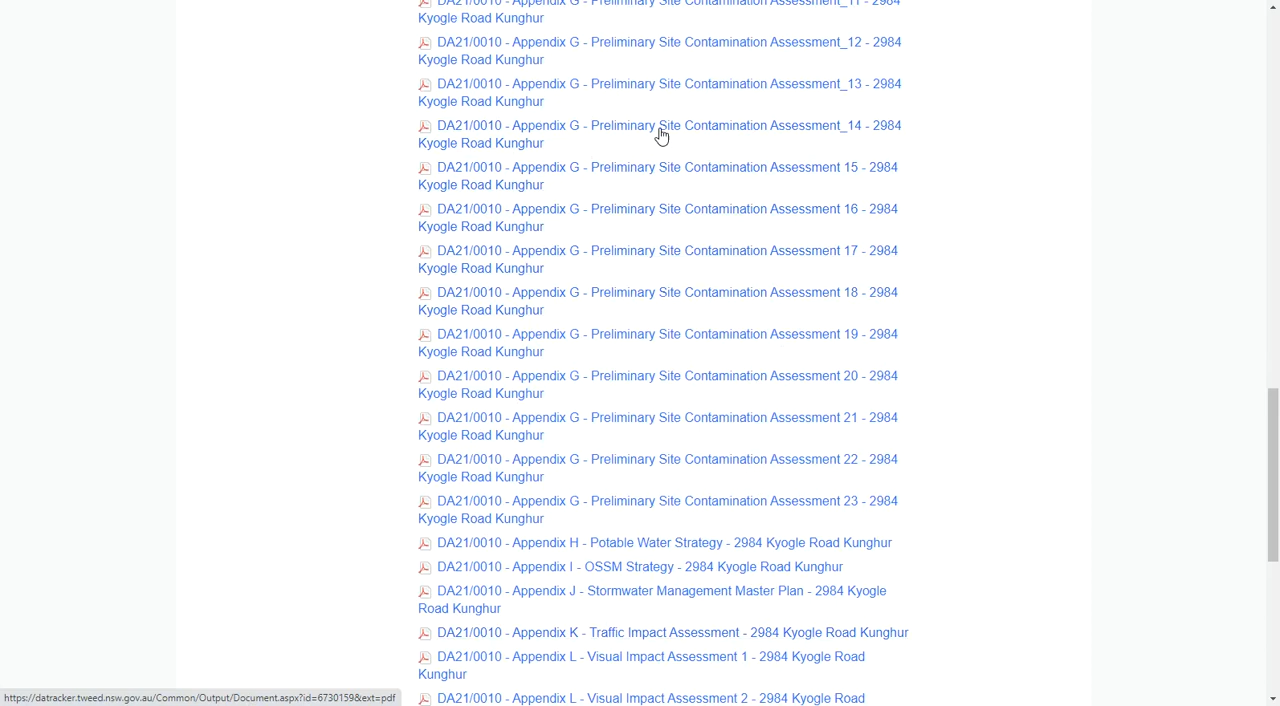 DA21/0010 - Appendix G - Preliminary Site Contamination Assessment_11 - 2984
Kyogle Road Kunghur
DA21/0010 - Appendix G - Preliminary Site Contamination Assessment_12 - 2984
Kyogle Road Kunghur
DA21/0010 - Appendix G - Preliminary Site Contamination Assessment_13 - 2984
Kyogle Road Kunghur
DA21/0010 - Appendix G - Preliminary Site Contamination Assessment_14 - 2984
Kyogle Road Kunghur
DA21/0010 - Appendix G - Preliminary Site Contamination Assessment 15 - 2984
Kyogle Road Kunghur
DA21/0010 - Appendix G - Preliminary Site Contamination Assessment 16 - 2984
Kyogle Road Kunghur
DA21/0010 - Appendix G - Preliminary Site Contamination Assessment 17 - 2984
Kyogle Road Kunghur
DA21/0010 - Appendix G - Preliminary Site Contamination Assessment 18 - 2984
Kyogle Road Kunghur
DA21/0010 - Appendix G - Preliminary Site Contamination Assessment 19 - 2984
Kyogle Road Kunghur
DA21/0010 - Appendix G - Preliminary Site Contamination Assessment 20 - 2984
Kyogle Road Kunghur
DA21/0010 - Appendix G - Preliminary Site Contamination Assessment 21 - 2984
Kyogle Road Kunghur
DA21/0010 - Appendix G - Preliminary Site Contamination Assessment 22 - 2984
Kyogle Road Kunghur
DA21/0010 - Appendix G - Preliminary Site Contamination Assessment 23 - 2984
Kyogle Road Kunghur
DA21/0010 - Appendix H - Potable Water Strategy - 2984 Kyogle Road Kunghur
DA21/0010 - Appendix I - OSSM Strategy - 2984 Kyogle Road Kunghur
DA21/0010 - Appendix J - Stormwater Management Master Plan - 2984 Kyogle
Road Kunghur
DA21/0010 - Appendix K - Traffic Impact Assessment - 2984 Kyogle Road Kunghur
DA21/0010 - Appendix L - Visual Impact Assessment 1 - 2984 Kyogle Road
Kunghur
DA21/0010 - Appendix L - Visual Impact Assessment 2 - 2984 Kyogle Road
https://datracker.tweed.nsw.gov.au/Common/Output/Document.aspx?id=6730159&ext=pdf